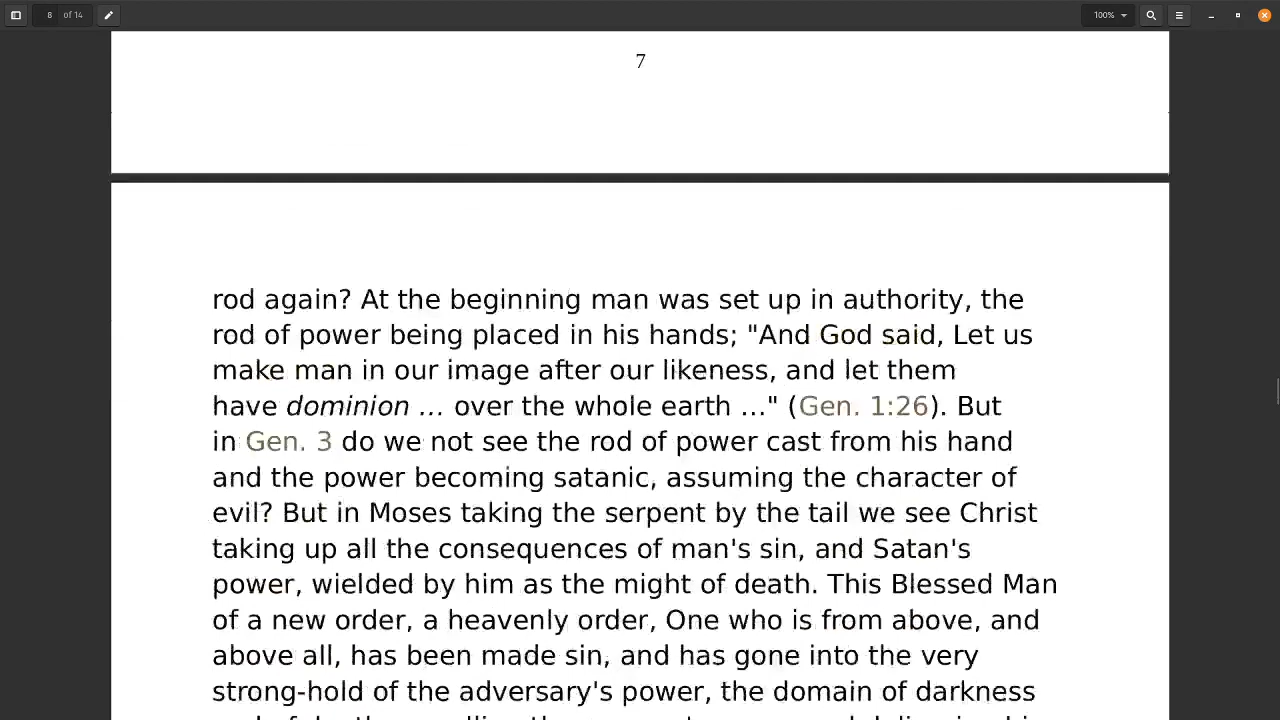 8 of 14
100%
7
rod again? At the beginning man was set up in authority, the
rod of power being placed in his hands; "And God said, Let us
make man in our image after our likeness, and let them
have dominion … over the whole earth …" (Gen. 1:26). But
in Gen. 3 do we not see the rod of power cast from his hand
and the power becoming satanic, assuming the character of
evil? But in Moses taking the serpent by the tail we see Christ
taking up all the consequences of man's sin, and Satan's
power, wielded by him as the might of death. This Blessed Man
of a new order, a heavenly order, One who is from above, and
above all, has been made sin, and has gone into the very
strong-hold of the adversary's power, the domain of darkness